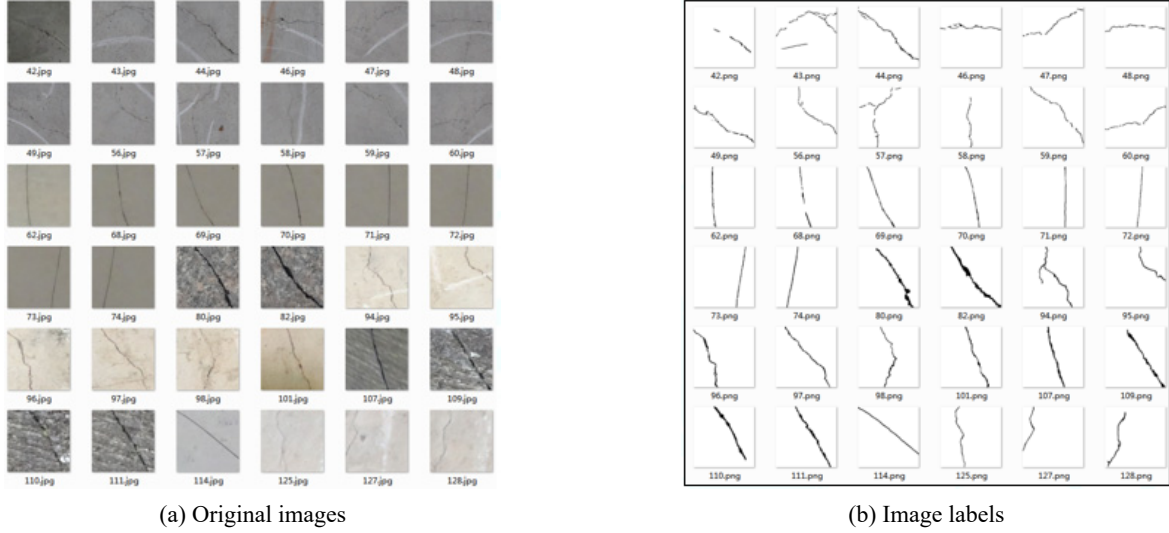 42.jpg 43.jpg 44.jpg 46.jpg 47.jpg 48.jpg
49.jpg 56.jpg 57.jpg 58.jpg 59.jpg 60.jpg
62.jpg 68.jpg 69.jpg 70.jpg 71.jpg 72.jpg
73.jpg 74.jpg 80.jpg 82.jpg 94.jpg 95.jpg
96.jpg 97.jpg 98.jpg 101.jpg 107.jpg 109.jpg
110.jpg 111.jpg 114.jpg 125.jpg 127.jpg 128.jpg
(a) Original images
42.png 43.png 44.png 46.png 47.png 48.png
49.png 56.png 57.png 58.png 59.png 60.png
62.png 68.png 69.png 70.png 71.png 72.png
73.png 74.png 80.png 82.png 94.png 95.png
96.png 97.png 98.png 101.png 107.png 109.png
110.png 111.png 114.png 125.png 127.png 128.png
(b) Image labels